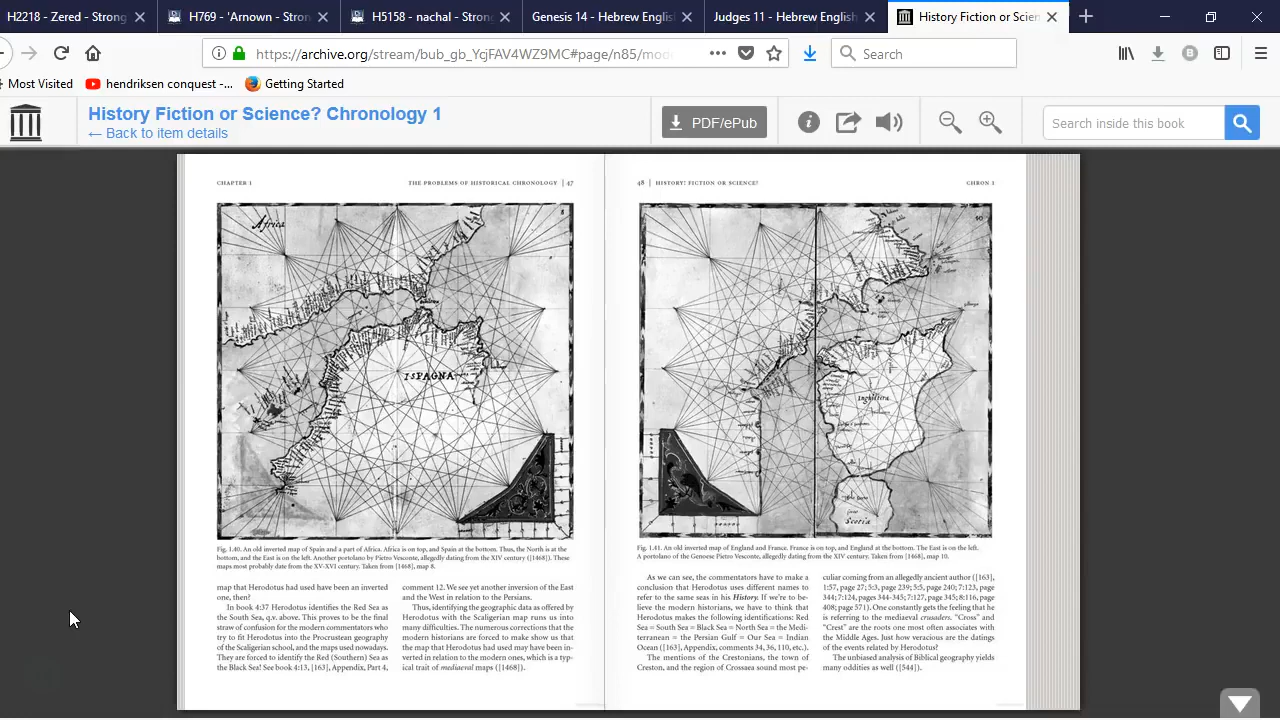 H2218 - Zered - Strong
H769 - 'Arnown - Stron
H5158 - nachal - Strong
Genesis 14 - Hebrew Englis
Judges 11 - Hebrew English
History Fiction or Scien
https://archive.org/stream/bub_gb_YcjFAV4WZ9MC#page/n85/mod
Search
Most Visited
hendriksen conquest -...
Getting Started
History Fiction or Science? Chronology 1
← Back to item details
PDF/ePub
Search inside this book
CHAPTER 1
THE PROBLEMS OF HISTORICAL CHRONOLOGY | 47
Africa
8
ISPAGNA
Fig. 1.40. An old inverted map of Spain and a part of Africa. Africa is on top, and Spain at the bottom. Thus, the North is at the
bottom, and the East is on the left. Another portolano by Pietro Vesconte, allegedly dating from the XIV century ([1468]). These
maps most probably date from the XV-XVI century. Taken from [1468], map 8.
map that Herodotus had used have been an inverted
one, then?
In book 4:37 Herodotus identifies the Red Sea as
the South Sea, q.v. above. This proves to be the final
straw of confusion for the modern commentators who
try to fit Herodotus into the Procrustean geography
of the Scaligerian school, and the maps used nowadays.
They are forced to identify the Red (Southern) Sea as
the Black Sea! See book 4:13, [163], Appendix, Part 4,
comment 12. We see yet another inversion of the East
and the West in relation to the Persians.
Thus, identifying the geographic data as offered by
Herodotus with the Scaligerian map runs us into
many difficulties. The numerous corrections that the
modern historians are forced to make show us that
the map that Herodotus had used may have been in-
verted in relation to the modern ones, which is a typ-
ical trait of mediaeval maps ([1468]).
48 | HISTORY: FICTION OR SCIENCE?
CHRON 1
Inghilterra
Scotia
Fig. 1.41. An old inverted map of England and France. France is on top, and England at the bottom. The East is on the left.
A portolano of the Genoese Pietro Vesconte, allegedly dating from the XIV century. Taken from [1468], map 10.
As we can see, the commentators have to make a
conclusion that Herodotus uses different names to
refer to the same seas in his History. If we're to be-
lieve the modern historians, we have to think that
Herodotus makes the following identifications: Red
Sea = South Sea = Black Sea = North Sea = the Medi-
terranean = the Persian Gulf = Our Sea = Indian
Ocean ([163], Appendix, comments 34, 36, 110, etc.).
The mentions of the Crestonians, the town of
Creston, and the region of Crossaea sound most pe-
culiar coming from an allegedly ancient author ([163],
1:57, page 27; 5:3, page 239; 5:5, page 240; 7:123, page
344; 7:124, pages 344-345; 7:127, page 345; 8:116, page
408; page 571). One constantly gets the feeling that he
is referring to the mediaeval crusaders. "Cross" and
"Crest" are the roots one most often associates with
the Middle Ages. Just how veracious are the datings
of the events related by Herodotus?
The unbiased analysis of Biblical geography yields
many oddities as well ([544]).